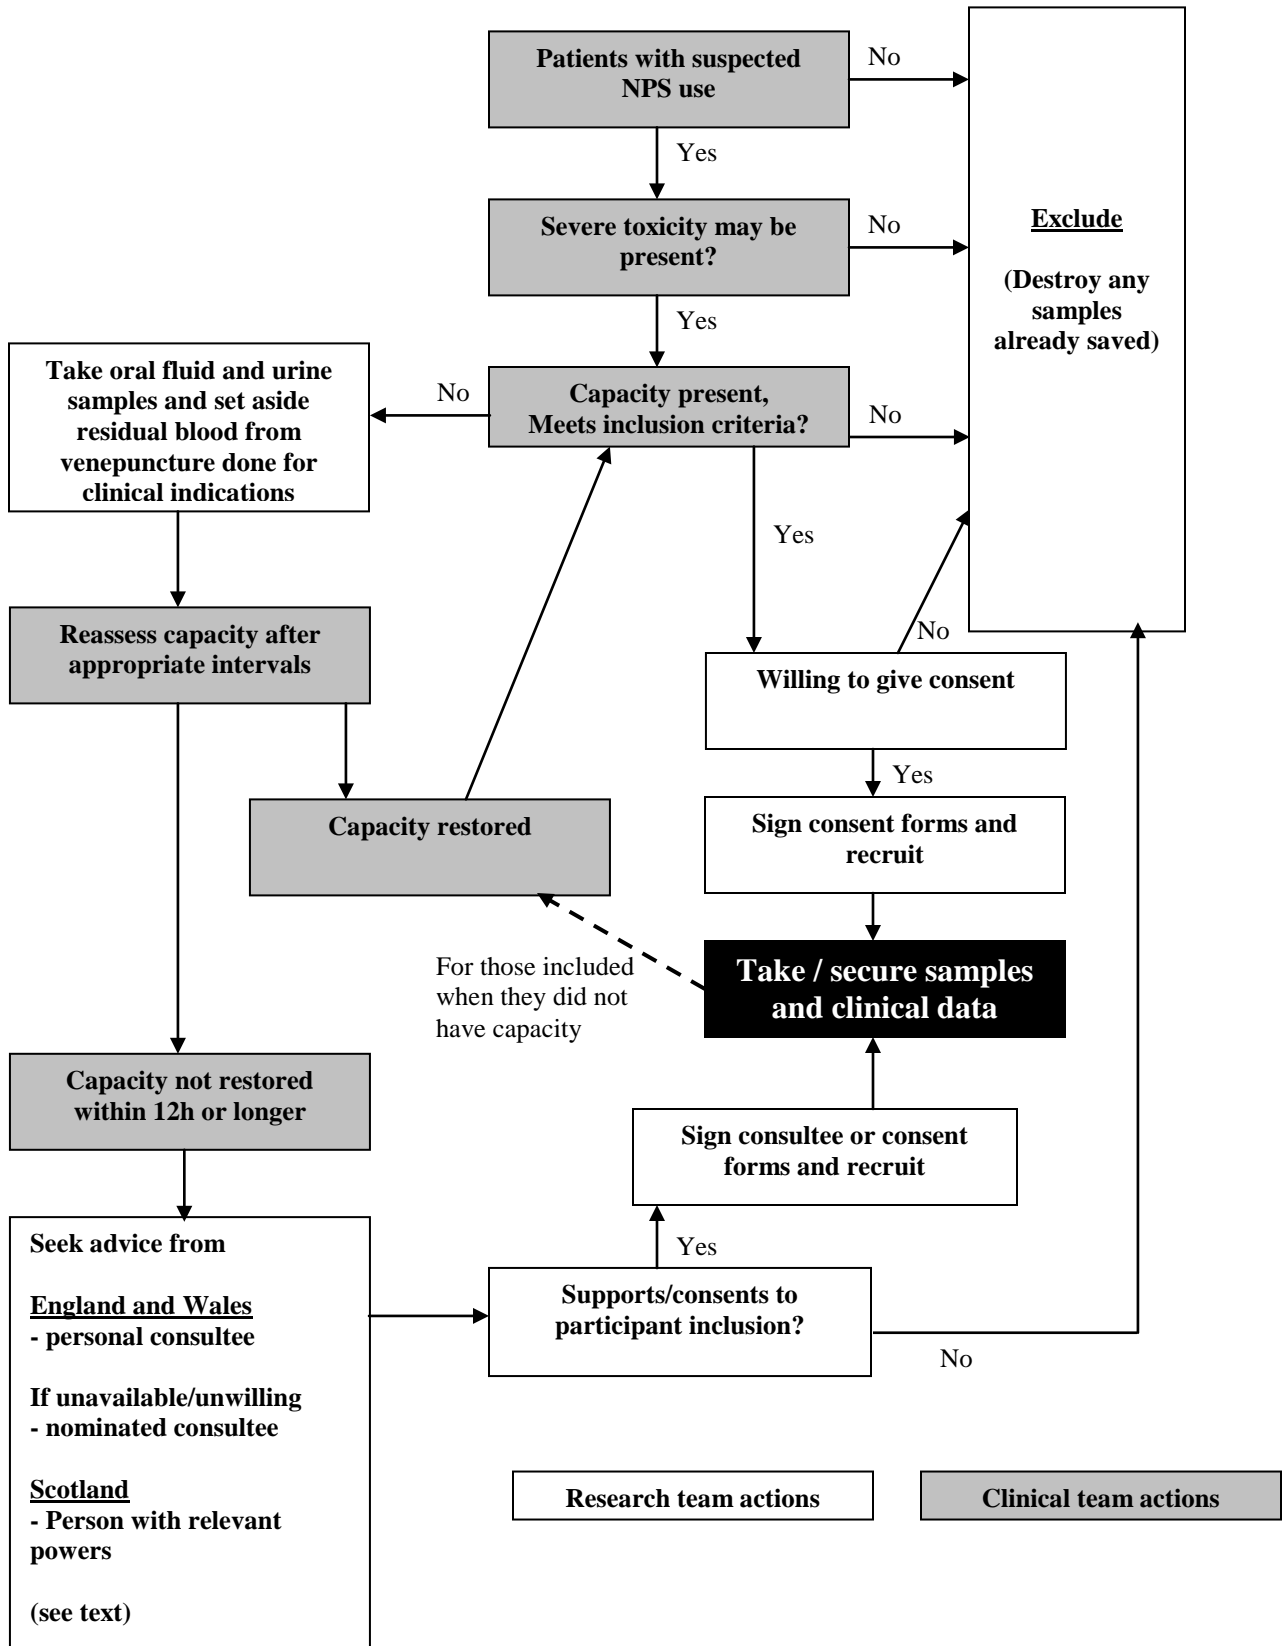 Patients with suspected
NPS use
No
Yes
Severe toxicity may be
present?
No
Yes
Exclude
(Destroy any
samples
already saved)
Take oral fluid and urine
samples and set aside
residual blood from
venepuncture done for
clinical indications
No
Capacity present,
Meets inclusion criteria?
No
Yes
Reassess capacity after
appropriate intervals
No
Willing to give consent
Yes
Capacity restored
Sign consent forms and
recruit
For those included
when they did not
have capacity
Take / secure samples
and clinical data
Capacity not restored
within 12h or longer
Sign consultee or consent
forms and recruit
Yes
Seek advice from
England and Wales
- personal consultee
If unavailable/unwilling
- nominated consultee
Scotland
- Person with relevant
powers
(see text)
Supports/consents to
participant inclusion?
No
Research team actions
Clinical team actions